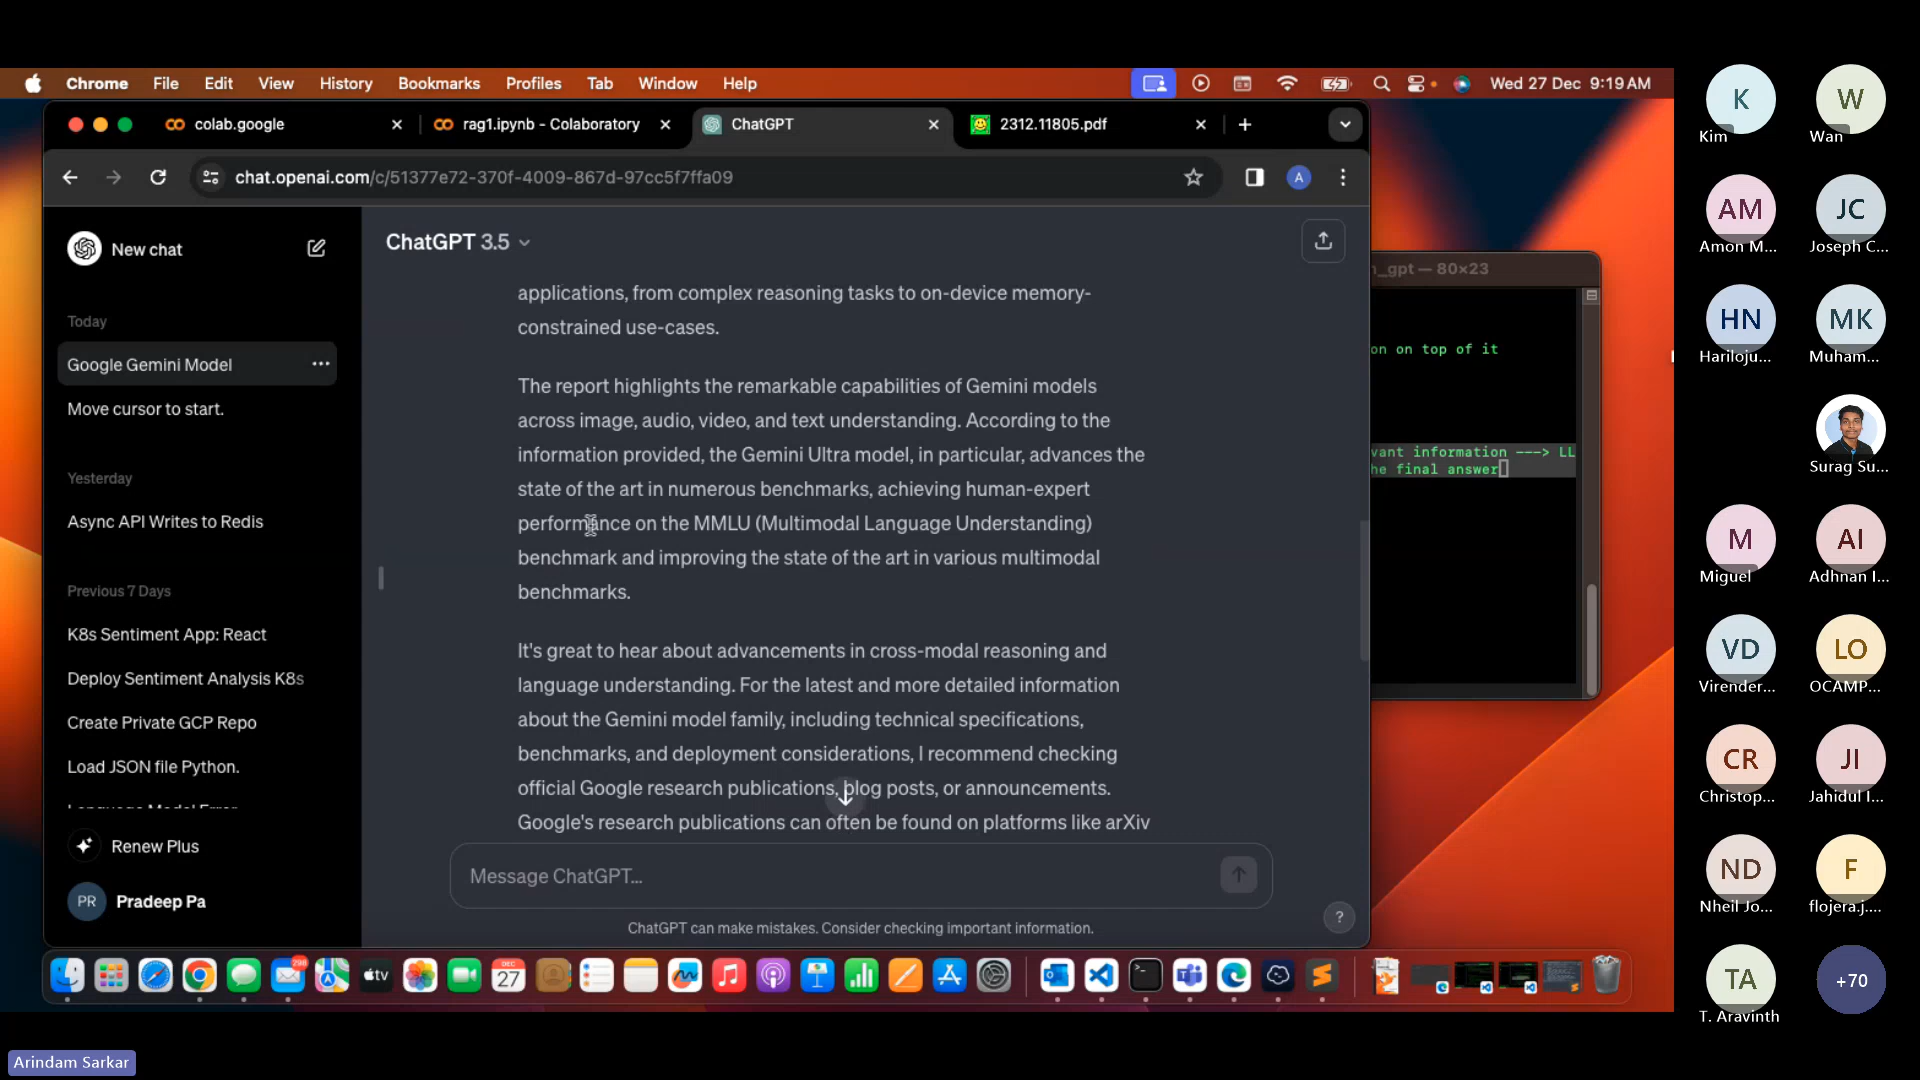 Chrome File Edit View History Bookmarks Profiles Tab Window Help
Wed 27 Dec 9:19 AM
colab.google
rag1.ipynb - Colaboratory
ChatGPT
2312.11805.pdf
chat.openai.com/c/51377e72-370f-4009-867d-97cc5f7ffa09
A
New chat
Today
Google Gemini Model
Move cursor to start.
Yesterday
Async API Writes to Redis
Previous 7 Days
K8s Sentiment App: React
Deploy Sentiment Analysis K8s
Create Private GCP Repo
Load JSON file Python.
Language Model Error
Renew Plus
PR
Pradeep Pa
ChatGPT 3.5
applications, from complex reasoning tasks to on-device memory-
constrained use-cases.
The report highlights the remarkable capabilities of Gemini models
across image, audio, video, and text understanding. According to the
information provided, the Gemini Ultra model, in particular, advances the
state of the art in numerous benchmarks, achieving human-expert
performance on the MMLU (Multimodal Language Understanding)
benchmark and improving the state of the art in various multimodal
benchmarks.
It's great to hear about advancements in cross-modal reasoning and
language understanding. For the latest and more detailed information
about the Gemini model family, including technical specifications,
benchmarks, and deployment considerations, I recommend checking
official Google research publications, blog posts, or announcements.
Google's research publications can often be found on platforms like arXiv
Message ChatGPT...
ChatGPT can make mistakes. Consider checking important information.
?
n_gpt — 80×23
on on top of it
vant information ---> LL
he final answer
298
tv
DEC
27
K
Kim
W
Wan
AM
Amon M...
JC
Joseph C...
HN
Hariloju...
MK
Muham...
Surag Su...
M
Miguel
AI
Adhnan I...
VD
Virender...
LO
OCAMP...
CR
Christop...
JI
Jahidul I...
ND
Nheil Jo...
F
flojera.j....
TA
T. Aravinth
+70
Arindam Sarkar